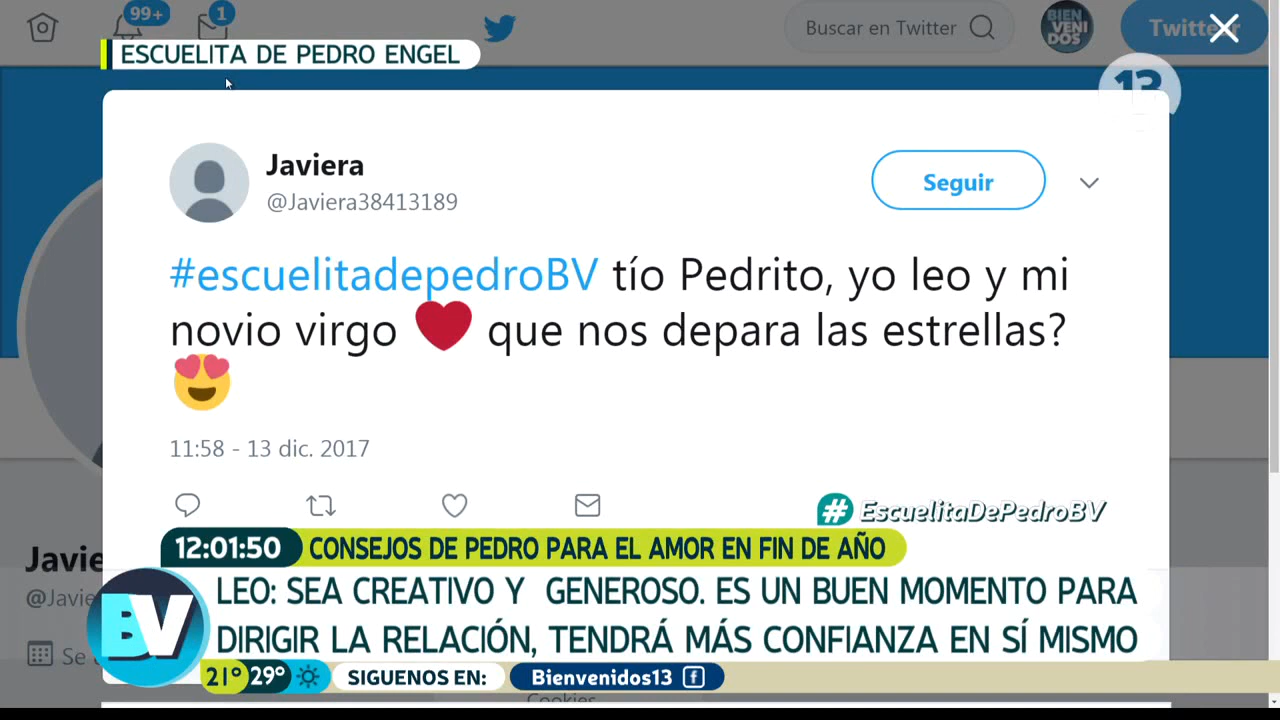 99+
1
Buscar en Twitter
BIEN
VENI
DOS
ESCUELITA DE PEDRO ENGEL
13
Javiera
@Javiera38413189
Seguir
#escuelitadepedroBV tío Pedrito, yo leo y mi
novio virgo ❤️ que nos depara las estrellas?
😍
11:58 - 13 dic. 2017
# EscuelitaDePedroBV
12:01:50 CONSEJOS DE PEDRO PARA EL AMOR EN FIN DE AÑO
Javie
@Javie
BV
LEO: SEA CREATIVO Y GENEROSO. ES UN BUEN MOMENTO PARA
DIRIGIR LA RELACIÓN, TENDRÁ MÁS CONFIANZA EN SÍ MISMO
Se
21° 29° SIGUENOS EN: Bienvenidos13 f
Cookies